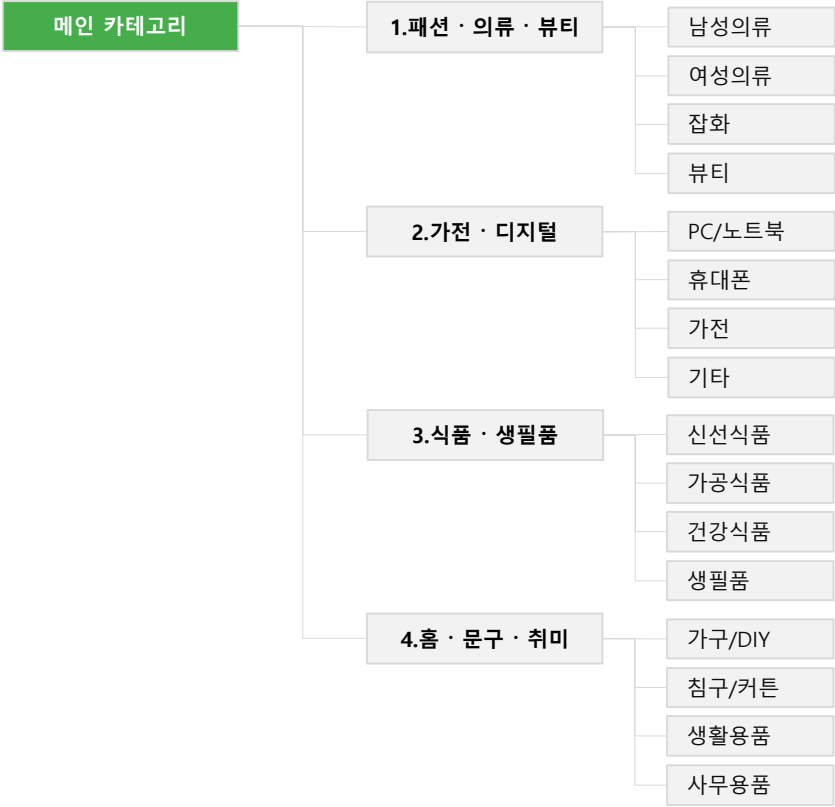 메인 카테고리
1.패션 · 의류 · 뷰티
남성의류
여성의류
잡화
뷰티
2.가전 · 디지털
PC/노트북
휴대폰
가전
기타
3.식품 · 생필품
신선식품
가공식품
건강식품
생필품
4.홈 · 문구 · 취미
가구/DIY
침구/커튼
생활용품
사무용품